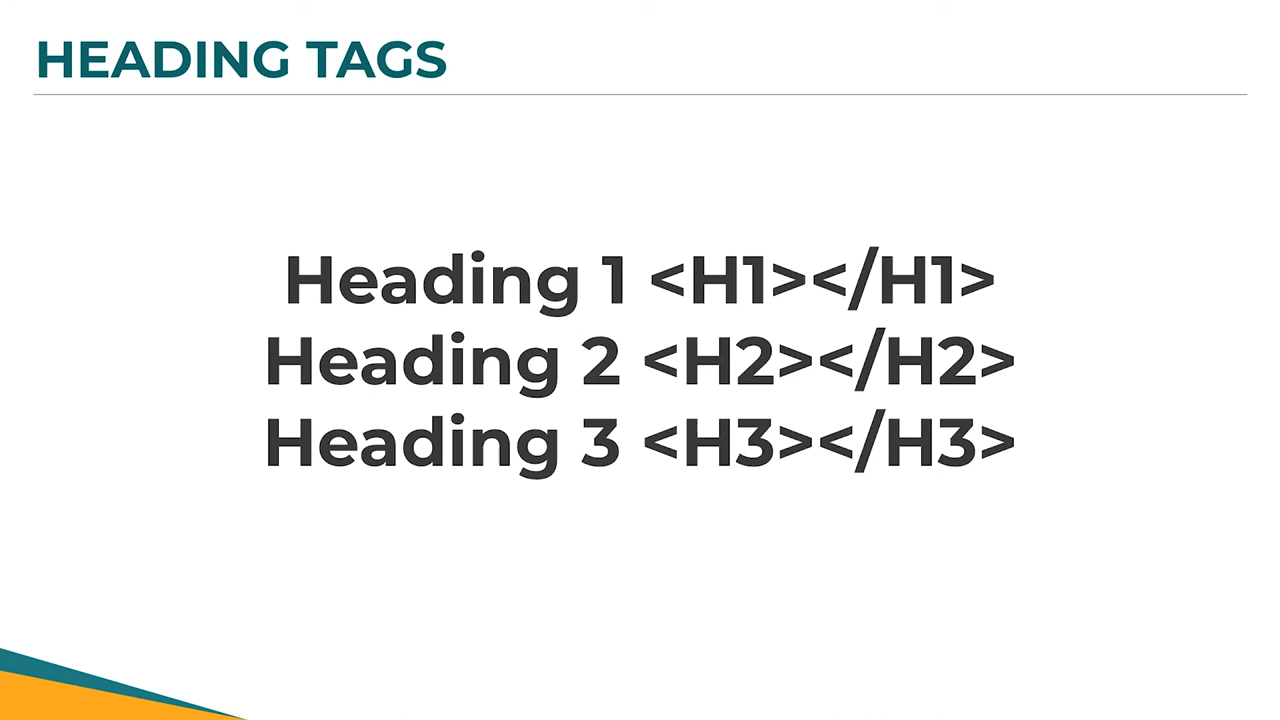 HEADING TAGS
Heading 1 <H1></H1>
Heading 2 <H2></H2>
Heading 3 <H3></H3>